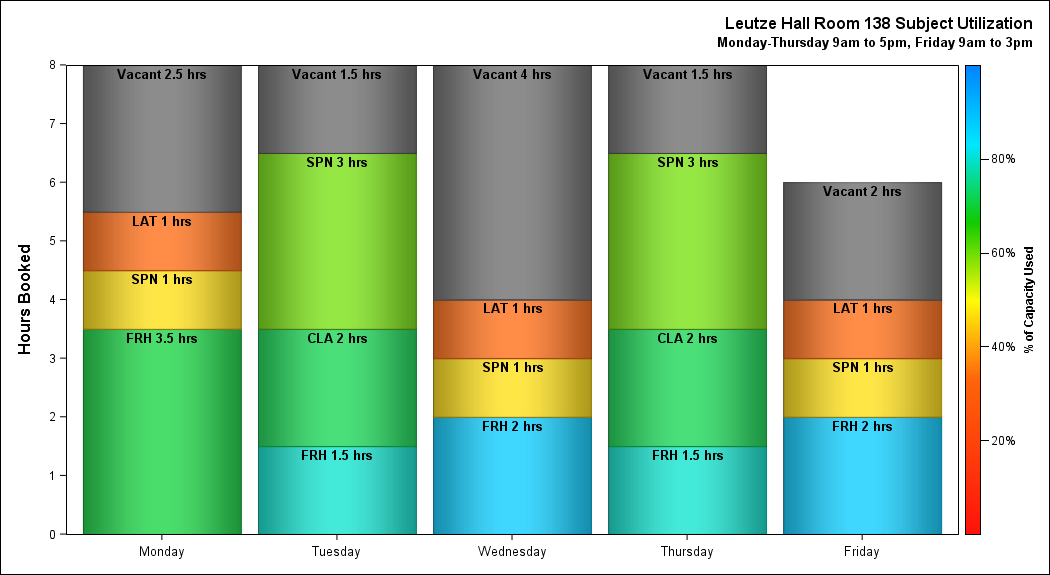 Leutze Hall Room 138 Subject Utilization
Monday-Thursday 9am to 5pm, Friday 9am to 3pm
Hours Booked
8
7
6
5
4
3
2
1
0
Vacant 2.5 hrs
LAT 1 hrs
SPN 1 hrs
FRH 3.5 hrs
Monday
Vacant 1.5 hrs
SPN 3 hrs
CLA 2 hrs
FRH 1.5 hrs
Tuesday
Vacant 4 hrs
LAT 1 hrs
SPN 1 hrs
FRH 2 hrs
Wednesday
Vacant 1.5 hrs
SPN 3 hrs
CLA 2 hrs
FRH 1.5 hrs
Thursday
Vacant 2 hrs
LAT 1 hrs
SPN 1 hrs
FRH 2 hrs
Friday
80%
60%
40%
20%
% of Capacity Used